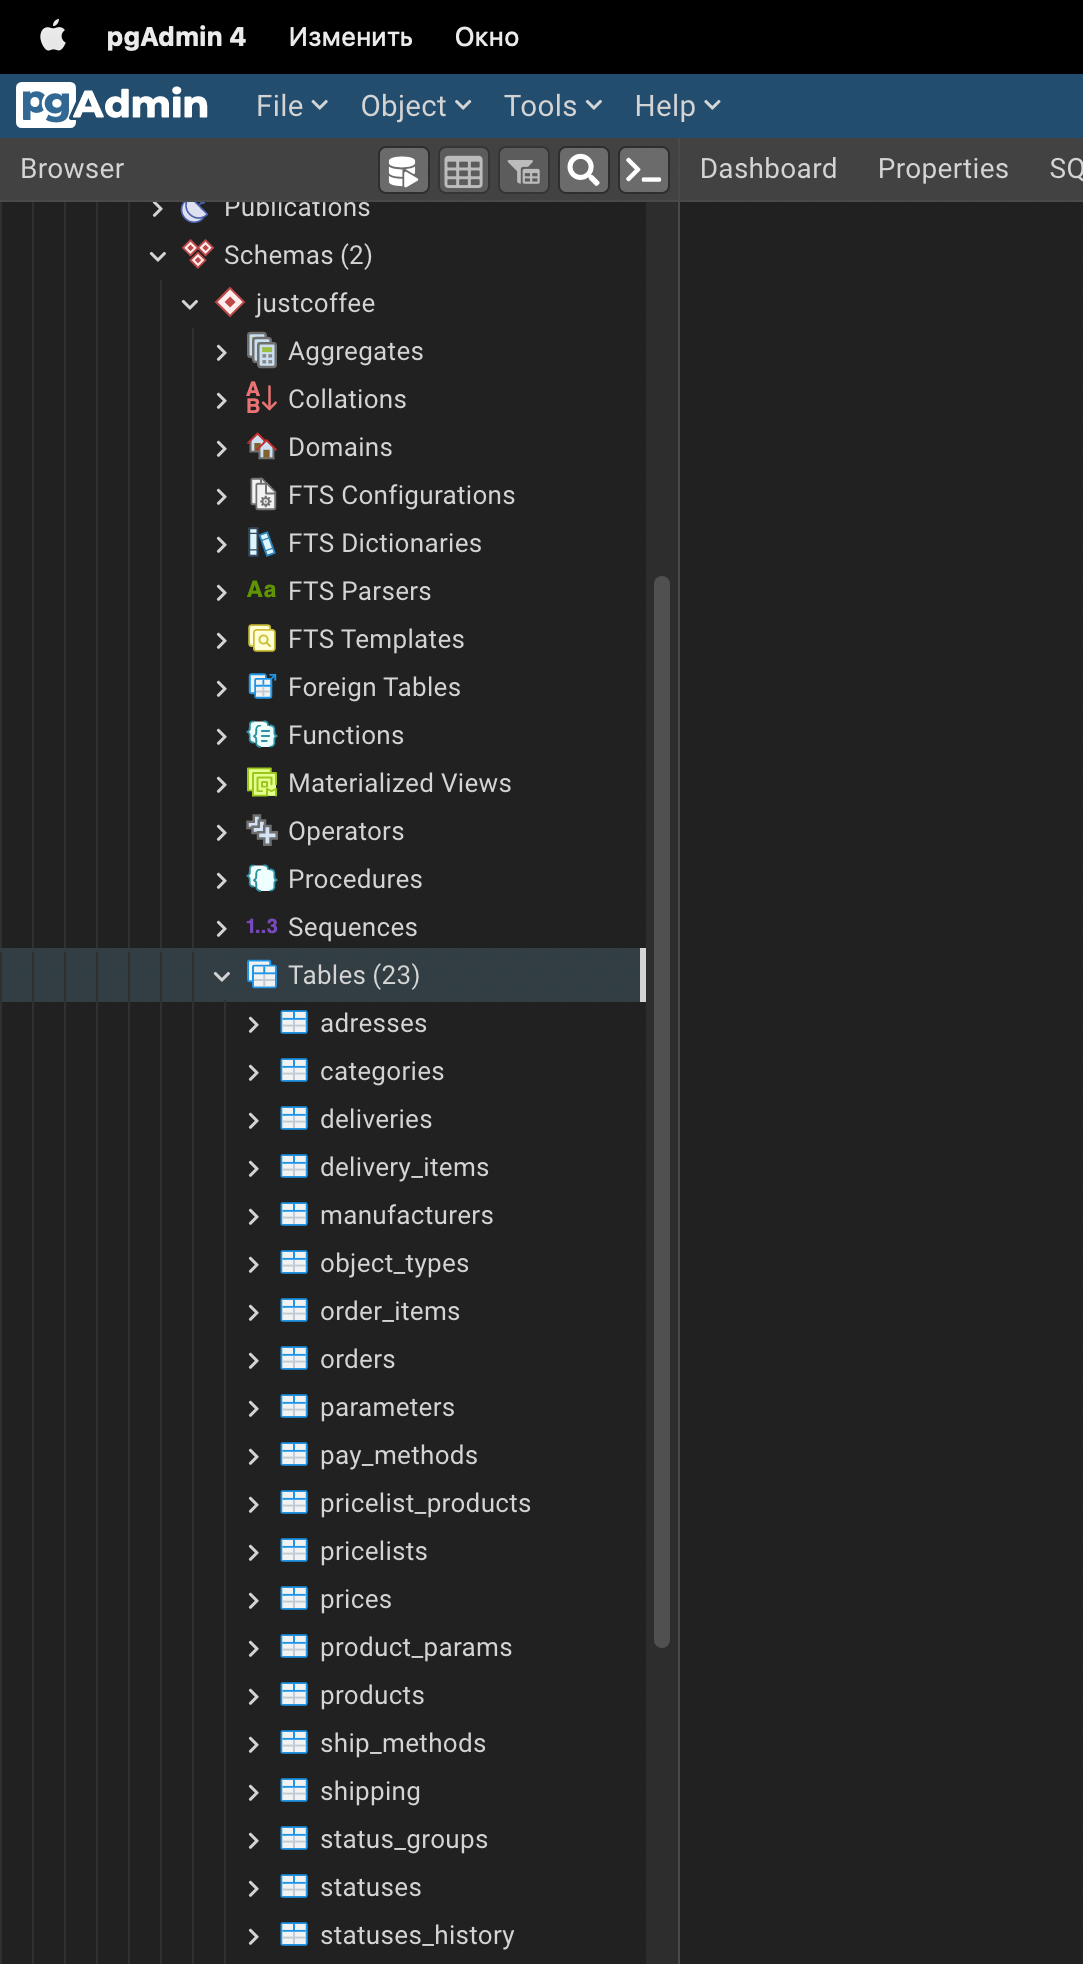 pgAdmin 4 Изменить Окно
pgAdmin File Object Tools Help
Browser Dashboard Properties SQ
Publications
Schemas (2)
justcoffee
Aggregates
Collations
Domains
FTS Configurations
FTS Dictionaries
Aa FTS Parsers
FTS Templates
Foreign Tables
Functions
Materialized Views
Operators
Procedures
1..3 Sequences
Tables (23)
adresses
categories
deliveries
delivery_items
manufacturers
object_types
order_items
orders
parameters
pay_methods
pricelist_products
pricelists
prices
product_params
products
ship_methods
shipping
status_groups
statuses
statuses_history